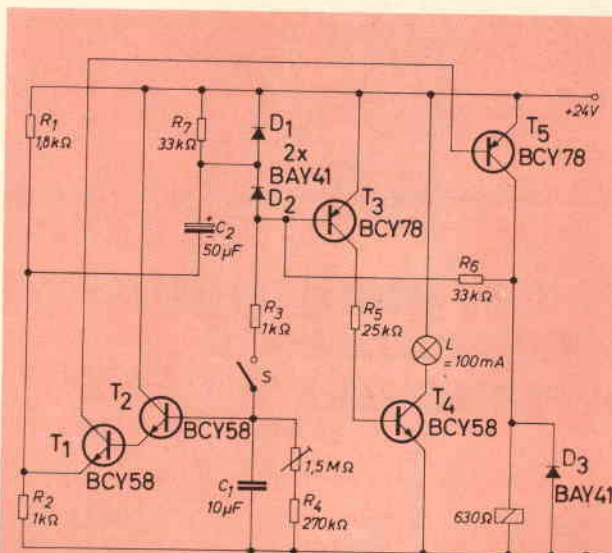 R1
1,8kΩ
R7
33kΩ
D1
2x
BAY41
D2
C2
50µF
+
-
T3
BCY78
+24V
T5
BCY78
R6
33kΩ
R3
1kΩ
S
R5
25kΩ
L
=100mA
T2
BCY58
T1
BCY58
T4
BCY58
1,5MΩ
C1
10µF
R4
270kΩ
R2
1kΩ
630Ω
D3
BAY41